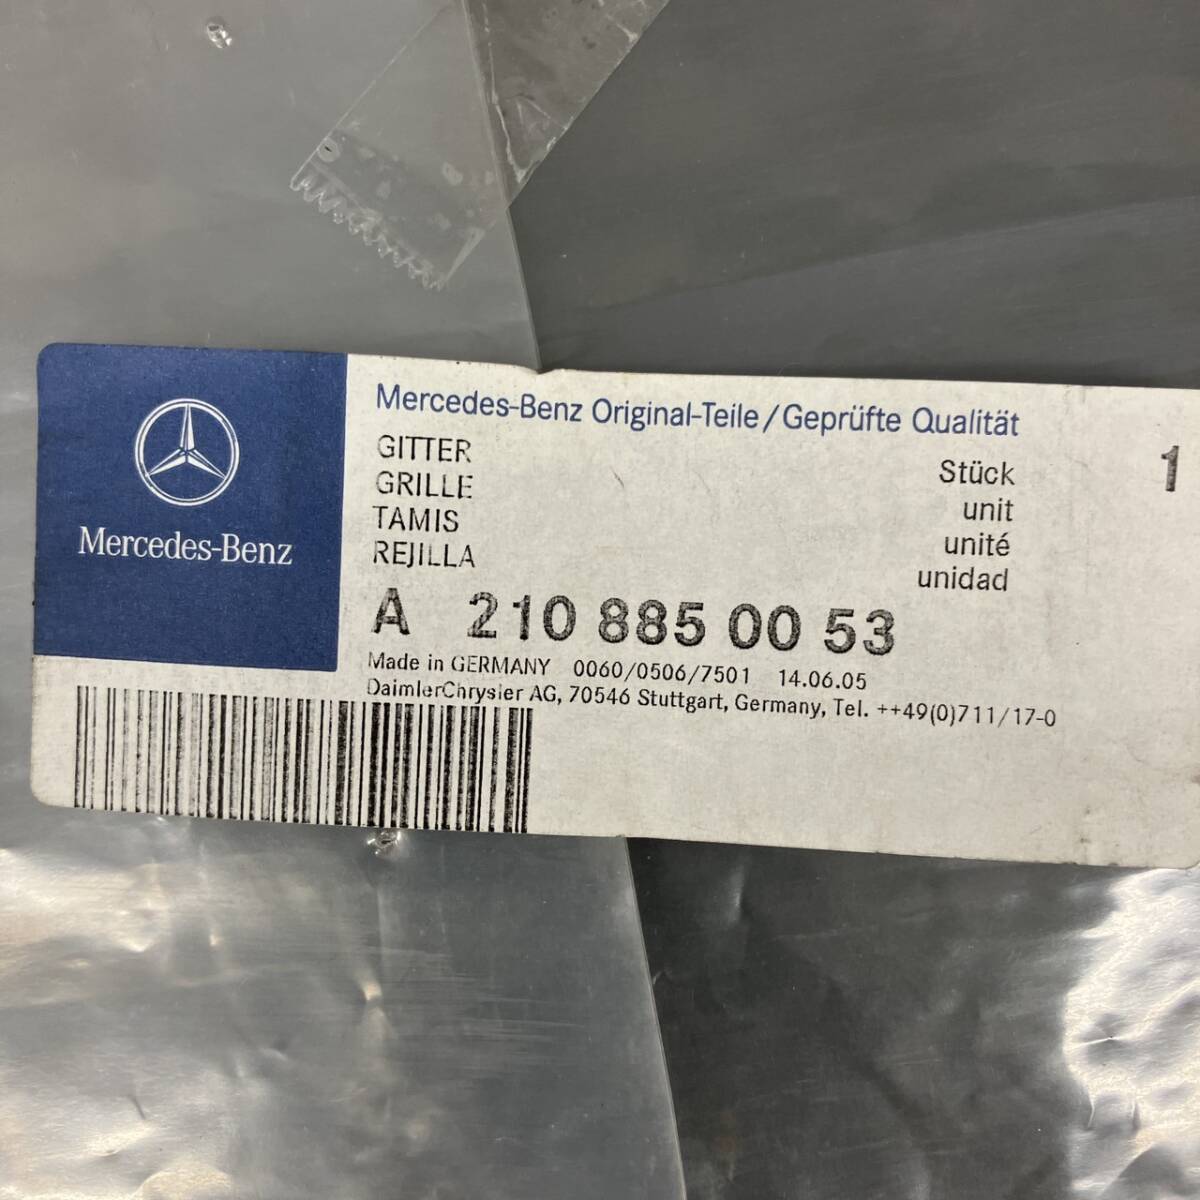 Mercedes-Benz
Mercedes-Benz Original-Teile/Geprüfte Qualität
GITTER
GRILLE
TAMIS
REJILLA
Stück 1
unit
unité
unidad
A 210 885 00 53
Made in GERMANY 0060/0506/7501 14.06.05
DaimlerChrysler AG, 70546 Stuttgart, Germany, Tel. ++49(0)711/17-0